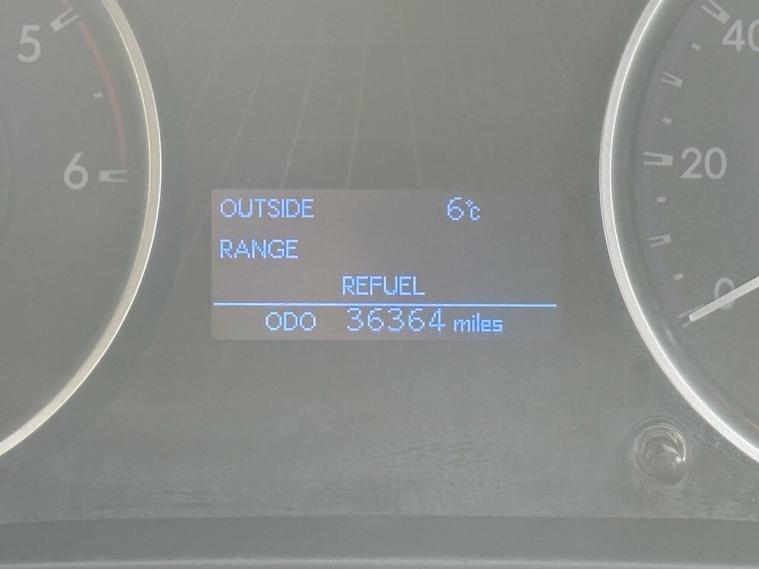 5
6
40
20
0
OUTSIDE 6℃
RANGE
REFUEL
ODO 36364 miles